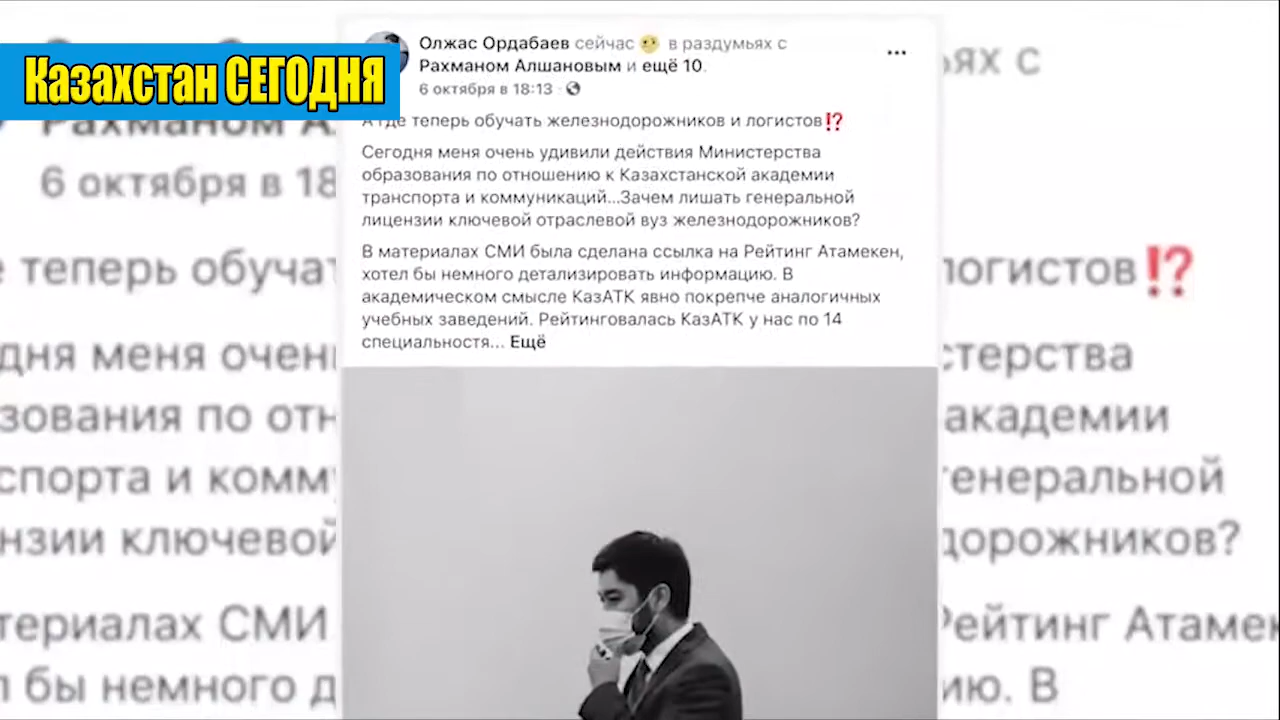 Казахстан СЕГОДНЯ
Олжас Ордабаев сейчас в раздумьях с
Рахманом Алшановым и ещё 10.
6 октября в 18:13 ·
А где теперь обучать железнодорожников и логистов⁉️
Сегодня меня очень удивили действия Министерства
образования по отношению к Казахстанской академии
транспорта и коммуникаций...Зачем лишать генеральной
лицензии ключевой отраслевой вуз железнодорожников?
В материалах СМИ была сделана ссылка на Рейтинг Атамекен,
хотел бы немного детализировать информацию. В
академическом смысле КазАТК явно покрепче аналогичных
учебных заведений. Рейтинговалась КазАТК у нас по 14
специальностя... Ещё